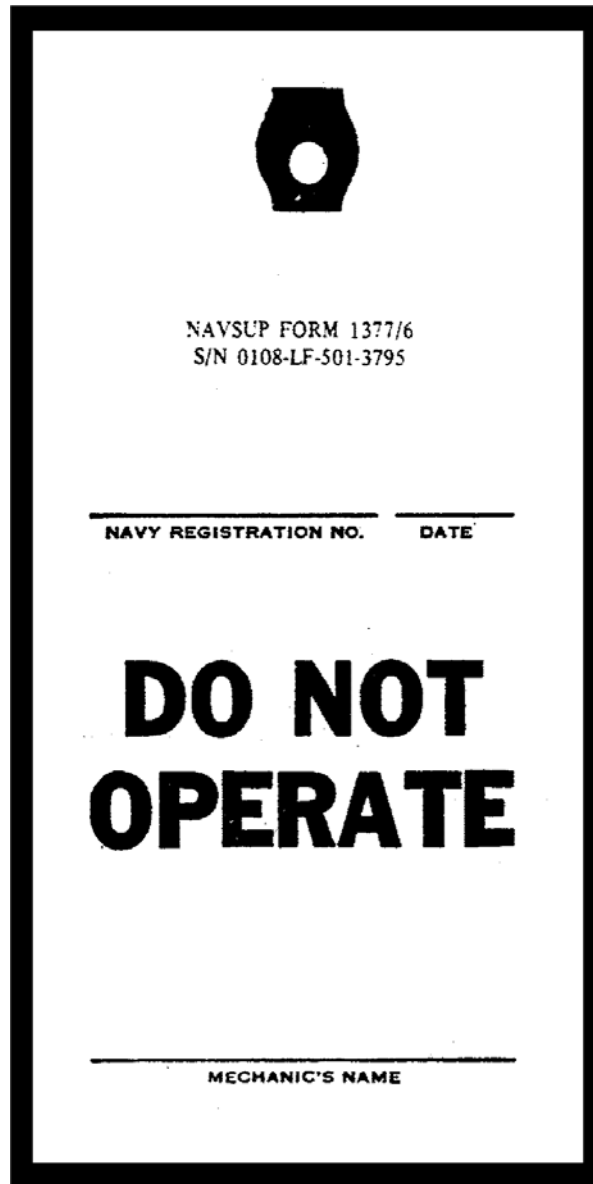 NAVSUP FORM 1377/6
S/N 0108-LF-501-3795
NAVY REGISTRATION NO. DATE
DO NOT
OPERATE
MECHANIC'S NAME